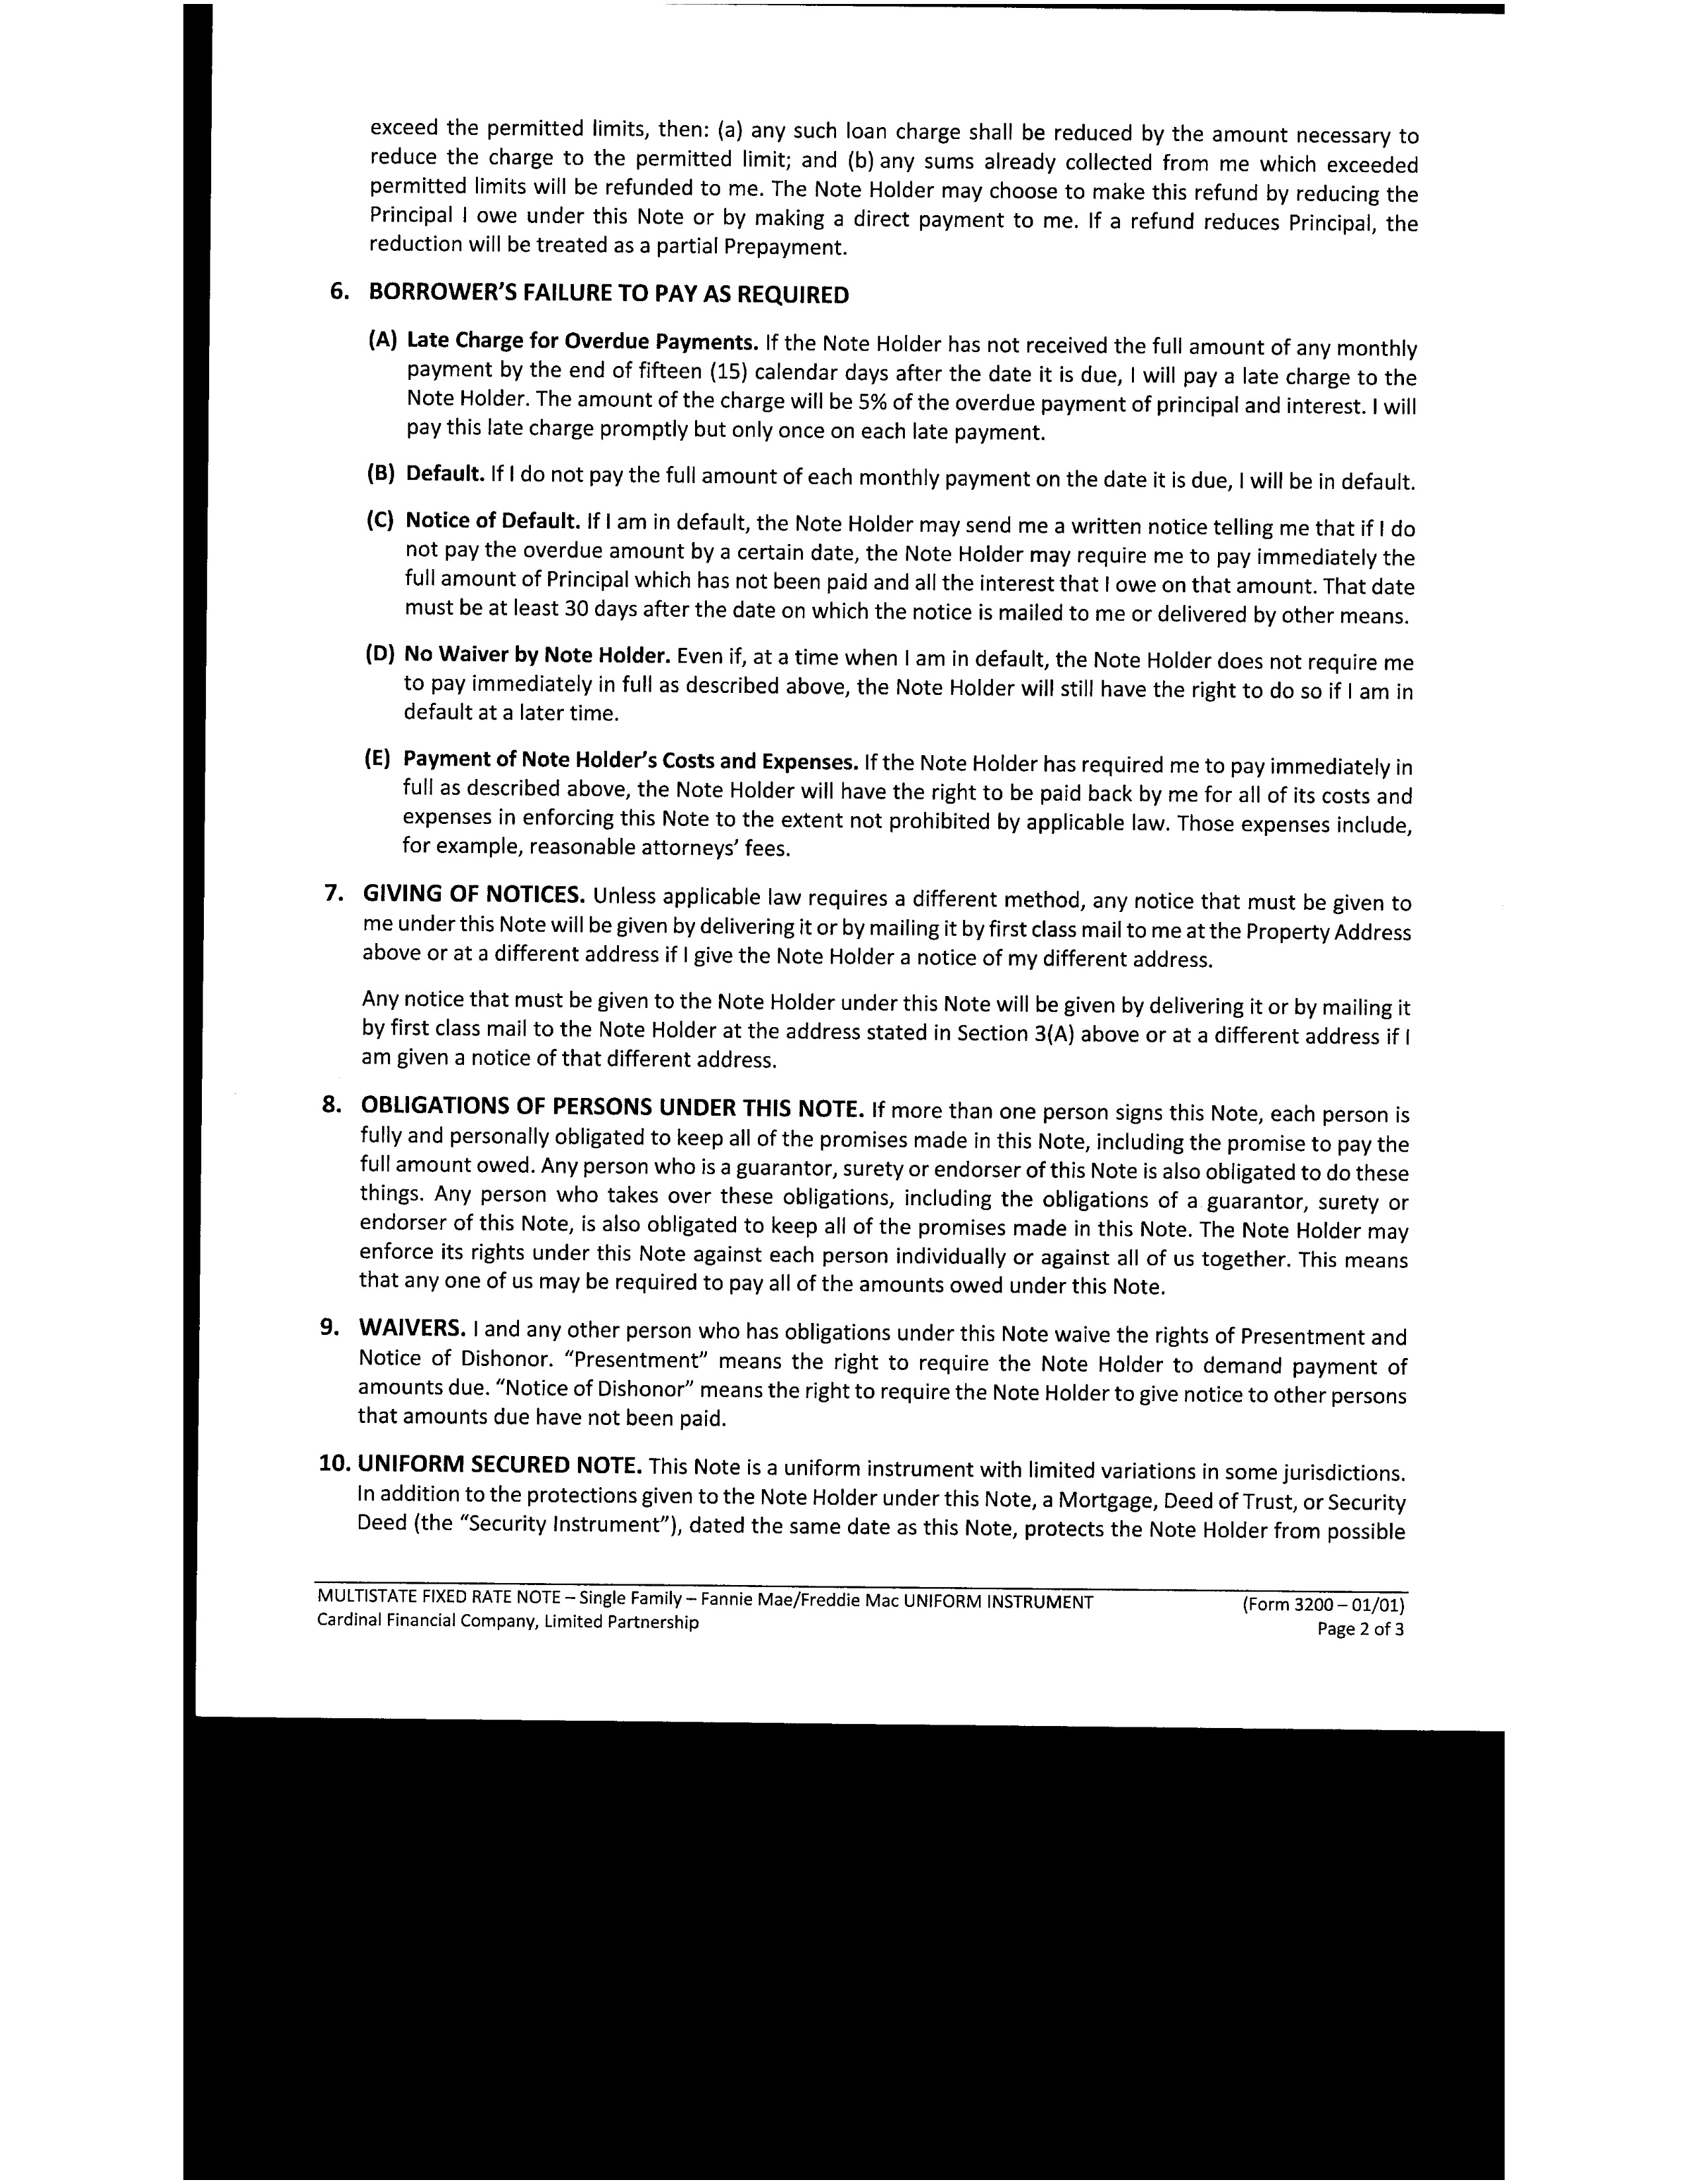 exceed the permitted limits, then: (a) any such loan charge shall be reduced by the amount necessary to
reduce the charge to the permitted limit; and (b) any sums already collected from me which exceeded
permitted limits will be refunded to me. The Note Holder may choose to make this refund by reducing the
Principal I owe under this Note or by making a direct payment to me. If a refund reduces Principal, the
reduction will be treated as a partial Prepayment.
6. BORROWER'S FAILURE TO PAY AS REQUIRED
(A) Late Charge for Overdue Payments. If the Note Holder has not received the full amount of any monthly
payment by the end of fifteen (15) calendar days after the date it is due, I will pay a late charge to the
Note Holder. The amount of the charge will be 5% of the overdue payment of principal and interest. I will
pay this late charge promptly but only once on each late payment.
(B) Default. If I do not pay the full amount of each monthly payment on the date it is due, I will be in default.
(C) Notice of Default. If I am in default, the Note Holder may send me a written notice telling me that if I do
not pay the overdue amount by a certain date, the Note Holder may require me to pay immediately the
full amount of Principal which has not been paid and all the interest that I owe on that amount. That date
must be at least 30 days after the date on which the notice is mailed to me or delivered by other means.
(D) No Waiver by Note Holder. Even if, at a time when I am in default, the Note Holder does not require me
to pay immediately in full as described above, the Note Holder will still have the right to do so if I am in
default at a later time.
(E) Payment of Note Holder's Costs and Expenses. If the Note Holder has required me to pay immediately in
full as described above, the Note Holder will have the right to be paid back by me for all of its costs and
expenses in enforcing this Note to the extent not prohibited by applicable law. Those expenses include,
for example, reasonable attorneys' fees.
7. GIVING OF NOTICES. Unless applicable law requires a different method, any notice that must be given to
me under this Note will be given by delivering it or by mailing it by first class mail to me at the Property Address
above or at a different address if I give the Note Holder a notice of my different address.
Any notice that must be given to the Note Holder under this Note will be given by delivering it or by mailing it
by first class mail to the Note Holder at the address stated in Section 3(A) above or at a different address if I
am given a notice of that different address.
8. OBLIGATIONS OF PERSONS UNDER THIS NOTE. If more than one person signs this Note, each person is
fully and personally obligated to keep all of the promises made in this Note, including the promise to pay the
full amount owed. Any person who is a guarantor, surety or endorser of this Note is also obligated to do these
things. Any person who takes over these obligations, including the obligations of a guarantor, surety or
endorser of this Note, is also obligated to keep all of the promises made in this Note. The Note Holder may
enforce its rights under this Note against each person individually or against all of us together. This means
that any one of us may be required to pay all of the amounts owed under this Note.
9. WAIVERS. I and any other person who has obligations under this Note waive the rights of Presentment and
Notice of Dishonor. "Presentment" means the right to require the Note Holder to demand payment of
amounts due. "Notice of Dishonor" means the right to require the Note Holder to give notice to other persons
that amounts due have not been paid.
10. UNIFORM SECURED NOTE. This Note is a uniform instrument with limited variations in some jurisdictions.
In addition to the protections given to the Note Holder under this Note, a Mortgage, Deed of Trust, or Security
Deed (the "Security Instrument"), dated the same date as this Note, protects the Note Holder from possible
MULTISTATE FIXED RATE NOTE – Single Family – Fannie Mae/Freddie Mac UNIFORM INSTRUMENT (Form 3200 – 01/01)
Cardinal Financial Company, Limited Partnership Page 2 of 3